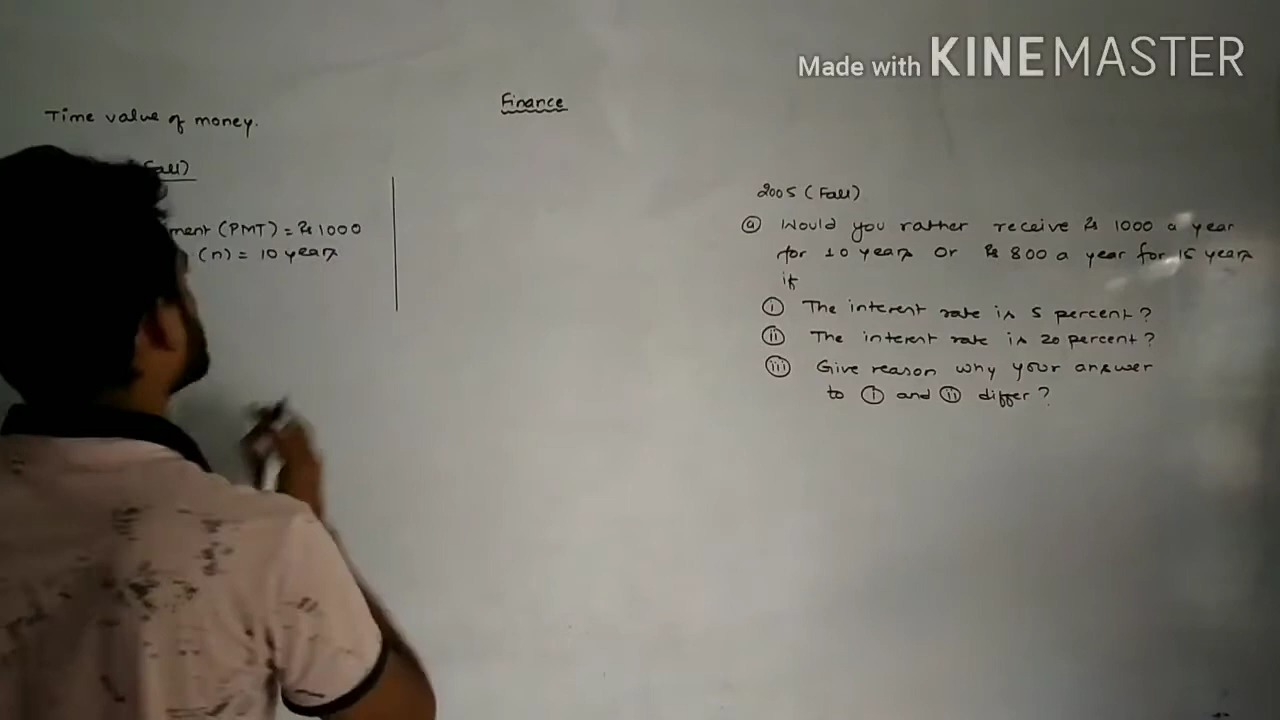 Made with KINEMASTER
Finance
Time value of money.
Fall)
ment (PMT) = Rs 1000
(n) = 10 years
2005 (Fall)
a Would you rather receive Rs 1000 a year
for 10 years or Rs 800 a year for 15 years
if
i The interest rate is 5 percent?
ii The interest rate is 20 percent?
iii Give reason why your answer
to i and ii differ?